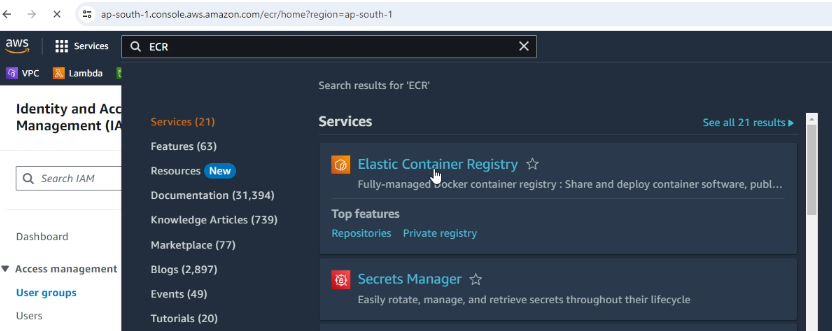 ap-south-1.console.aws.amazon.com/ecr/home?region=ap-south-1
aws
Services
ECR
VPC
Lambda
Identity and Acc
Management (IA
Search IAM
Dashboard
Access management
User groups
Users
Search results for 'ECR'
Services (21)
Features (63)
Resources New
Documentation (31,394)
Knowledge Articles (739)
Marketplace (77)
Blogs (2,897)
Events (49)
Tutorials (20)
Services
See all 21 results
Elastic Container Registry
Fully-managed Docker container registry : Share and deploy container software, publ...
Top features
Repositories Private registry
Secrets Manager
Easily rotate, manage, and retrieve secrets throughout their lifecycle